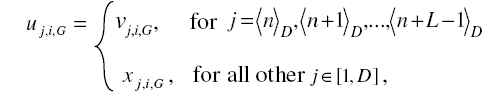 u_{j,i,G} = { v_{j,i,G}, for j=⟨n⟩_D,⟨n+1⟩_D,...,⟨n+L−1⟩_D
x_{j,i,G}, for all other j∈[1,D],